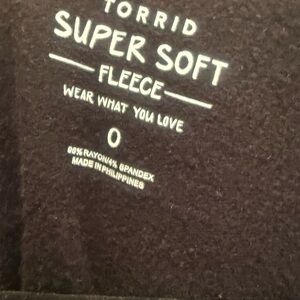 TORRID
SUPER SOFT
FLEECE
WEAR WHAT YOU LOVE
0
96% RAYON/4% SPANDEX
MADE IN PHILIPPINES